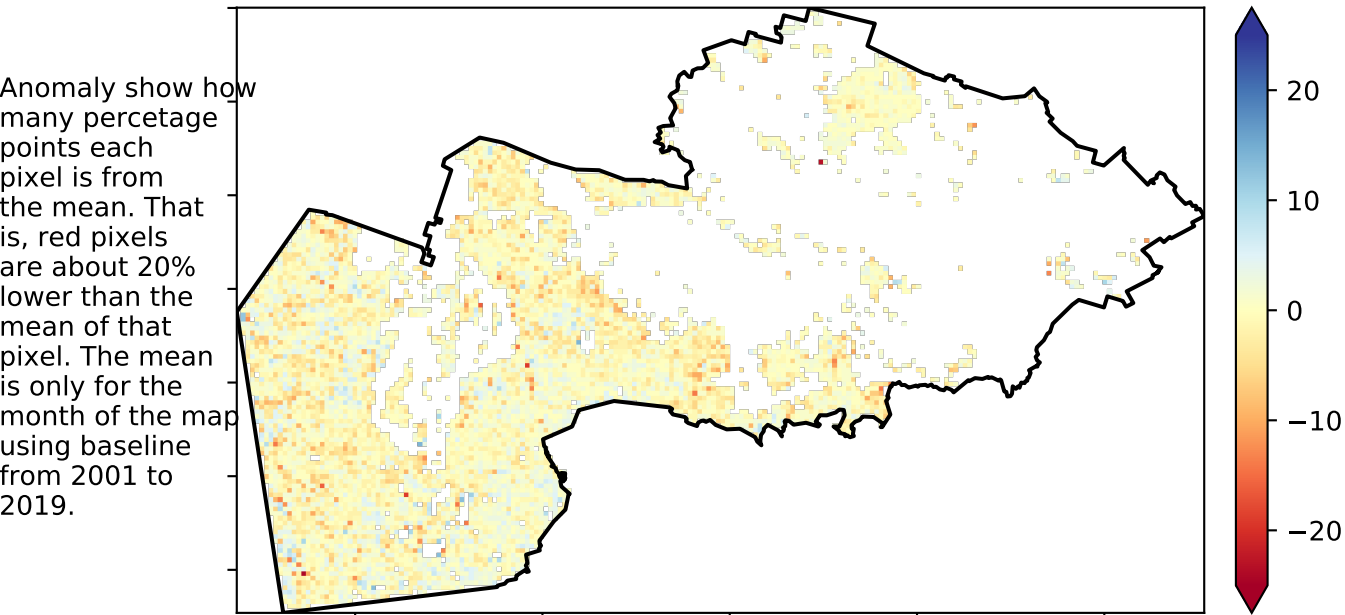 Anomaly show how
many percetage
points each
pixel is from
the mean. That
is, red pixels
are about 20%
lower than the
mean of that
pixel. The mean
is only for the
month of the map
using baseline
from 2001 to
2019.
20
10
0
−10
−20